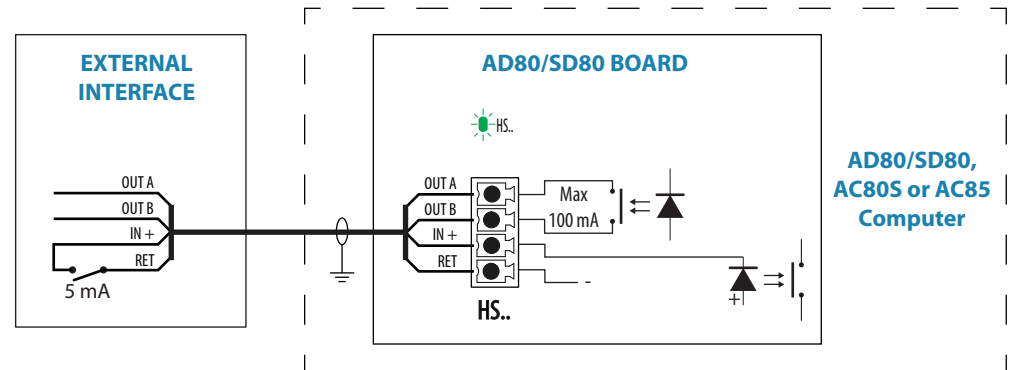 EXTERNAL
INTERFACE
OUT A
OUT B
IN +
RET
5 mA
AD80/SD80 BOARD
HS..
OUT A
OUT B
IN +
RET
HS..
Max
100 mA
+
-
AD80/SD80,
AC80S or AC85
Computer